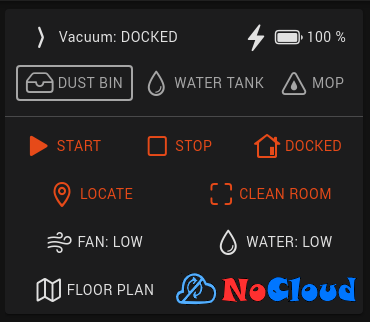 Vacuum: DOCKED 100 %
DUST BIN WATER TANK MOP
START STOP DOCKED
LOCATE CLEAN ROOM
FAN: LOW WATER: LOW
FLOOR PLAN NoCloud